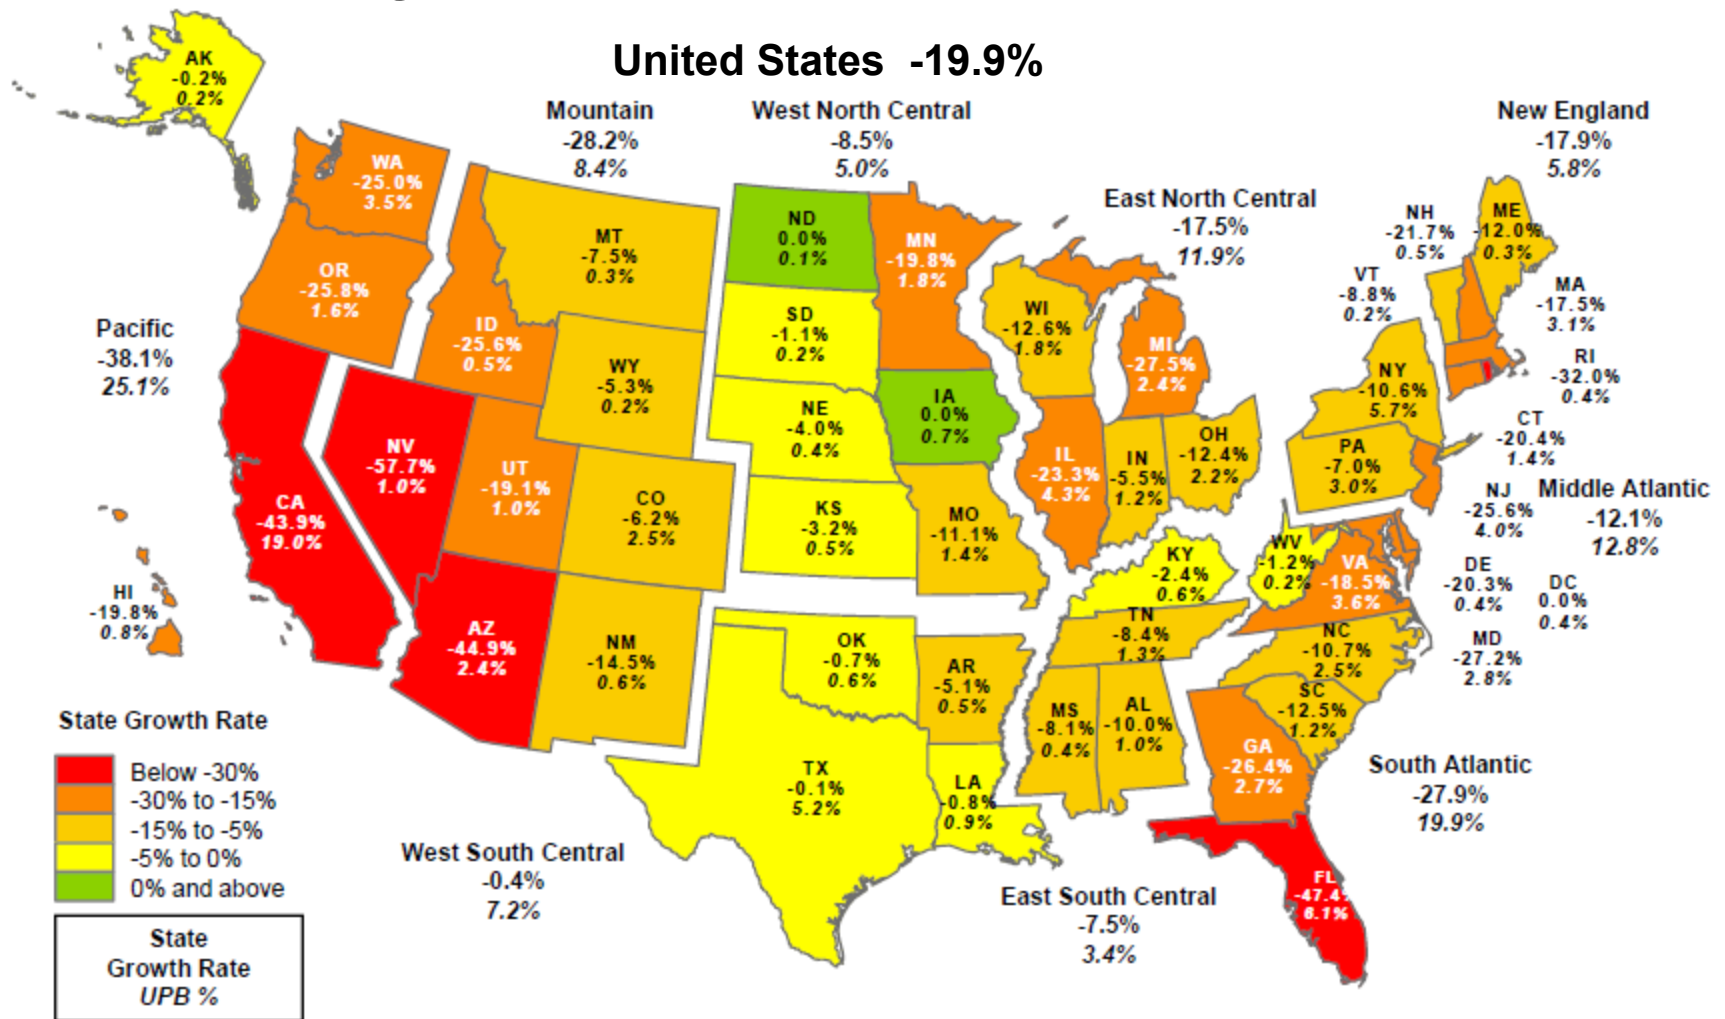 United States -19.9%
AK
-0.2%
0.2%
Mountain
-28.2%
8.4%
West North Central
-8.5%
5.0%
New England
-17.9%
5.8%
East North Central
-17.5%
11.9%
WA
-25.0%
3.5%
OR
-25.8%
1.6%
Pacific
-38.1%
25.1%
ID
-25.6%
0.5%
MT
-7.5%
0.3%
WY
-5.3%
0.2%
ND
0.0%
0.1%
SD
-1.1%
0.2%
NE
-4.0%
0.4%
KS
-3.2%
0.5%
MN
-19.8%
1.8%
IA
0.0%
0.7%
MO
-11.1%
1.4%
WI
-12.6%
1.8%
MI
-27.5%
2.4%
IL
-23.3%
4.3%
IN
-5.5%
1.2%
OH
-12.4%
2.2%
NH
-21.7%
0.5%
ME
-12.0%
0.3%
VT
-8.8%
0.2%
MA
-17.5%
3.1%
RI
-32.0%
0.4%
CT
-20.4%
1.4%
NY
-10.6%
5.7%
PA
-7.0%
3.0%
NJ
-25.6%
4.0%
Middle Atlantic
-12.1%
12.8%
DE
-20.3%
0.4%
DC
0.0%
0.4%
MD
-27.2%
2.8%
WV
-1.2%
0.2%
VA
-18.5%
3.6%
KY
-2.4%
0.6%
TN
-8.4%
1.3%
NC
-10.7%
2.5%
SC
-12.5%
1.2%
GA
-26.4%
2.7%
South Atlantic
-27.9%
19.9%
FL
-47.4
8.1%
MS
-8.1%
0.4%
AL
-10.0%
1.0%
East South Central
-7.5%
3.4%
AR
-5.1%
0.5%
LA
-0.8%
0.9%
OK
-0.7%
0.6%
TX
-0.1%
5.2%
West South Central
-0.4%
7.2%
CA
-43.9%
19.0%
NV
-57.7%
1.0%
UT
-19.1%
1.0%
CO
-6.2%
2.5%
AZ
-44.9%
2.4%
NM
-14.5%
0.6%
HI
-19.8%
0.8%
State Growth Rate
Below -30%
-30% to -15%
-15% to -5%
-5% to 0%
0% and above
State
Growth Rate
UPB %